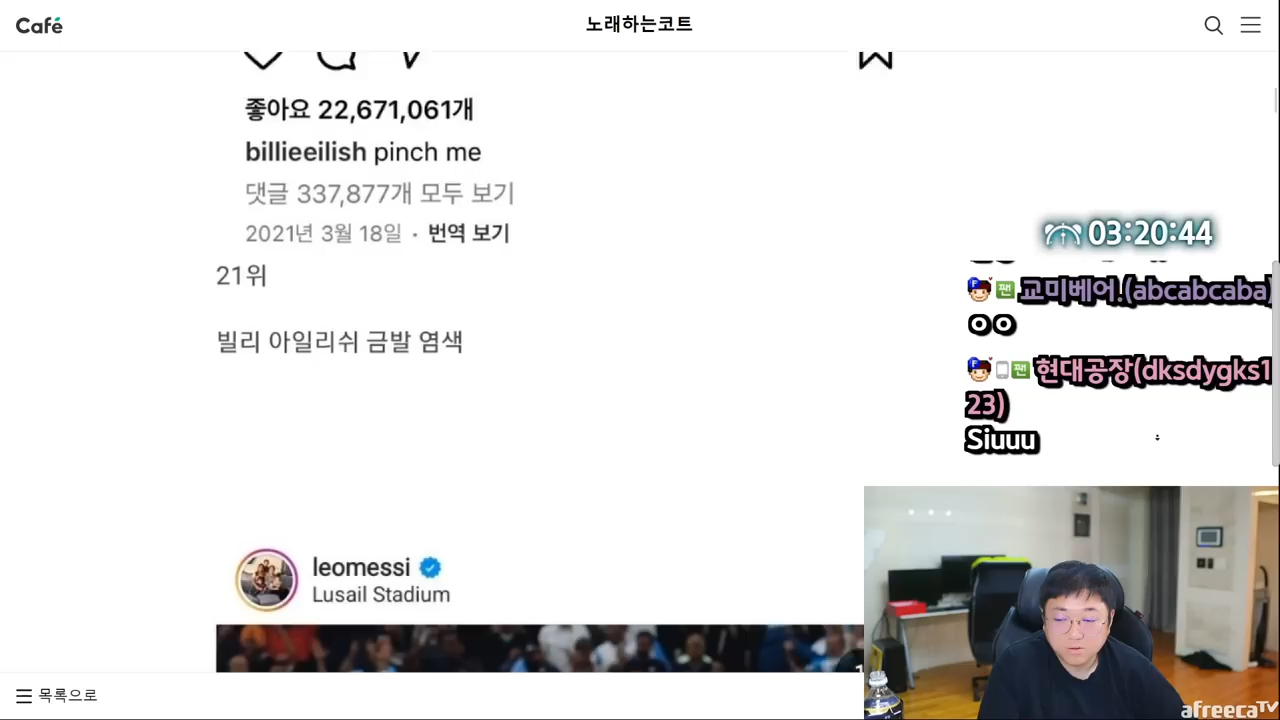 Café
노래하는코트
좋아요 22,671,061개
billieeilish pinch me
댓글 337,877개 모두 보기
2021년 3월 18일 · 번역 보기
21위
03:20:44
교미베어.(abcabcaba)
ㅇㅇ
현대공장(dksdygks1
23)
Siuuu
빌리 아일리쉬 금발 염색
leomessi
Lusail Stadium
목록으로
afreecaTV